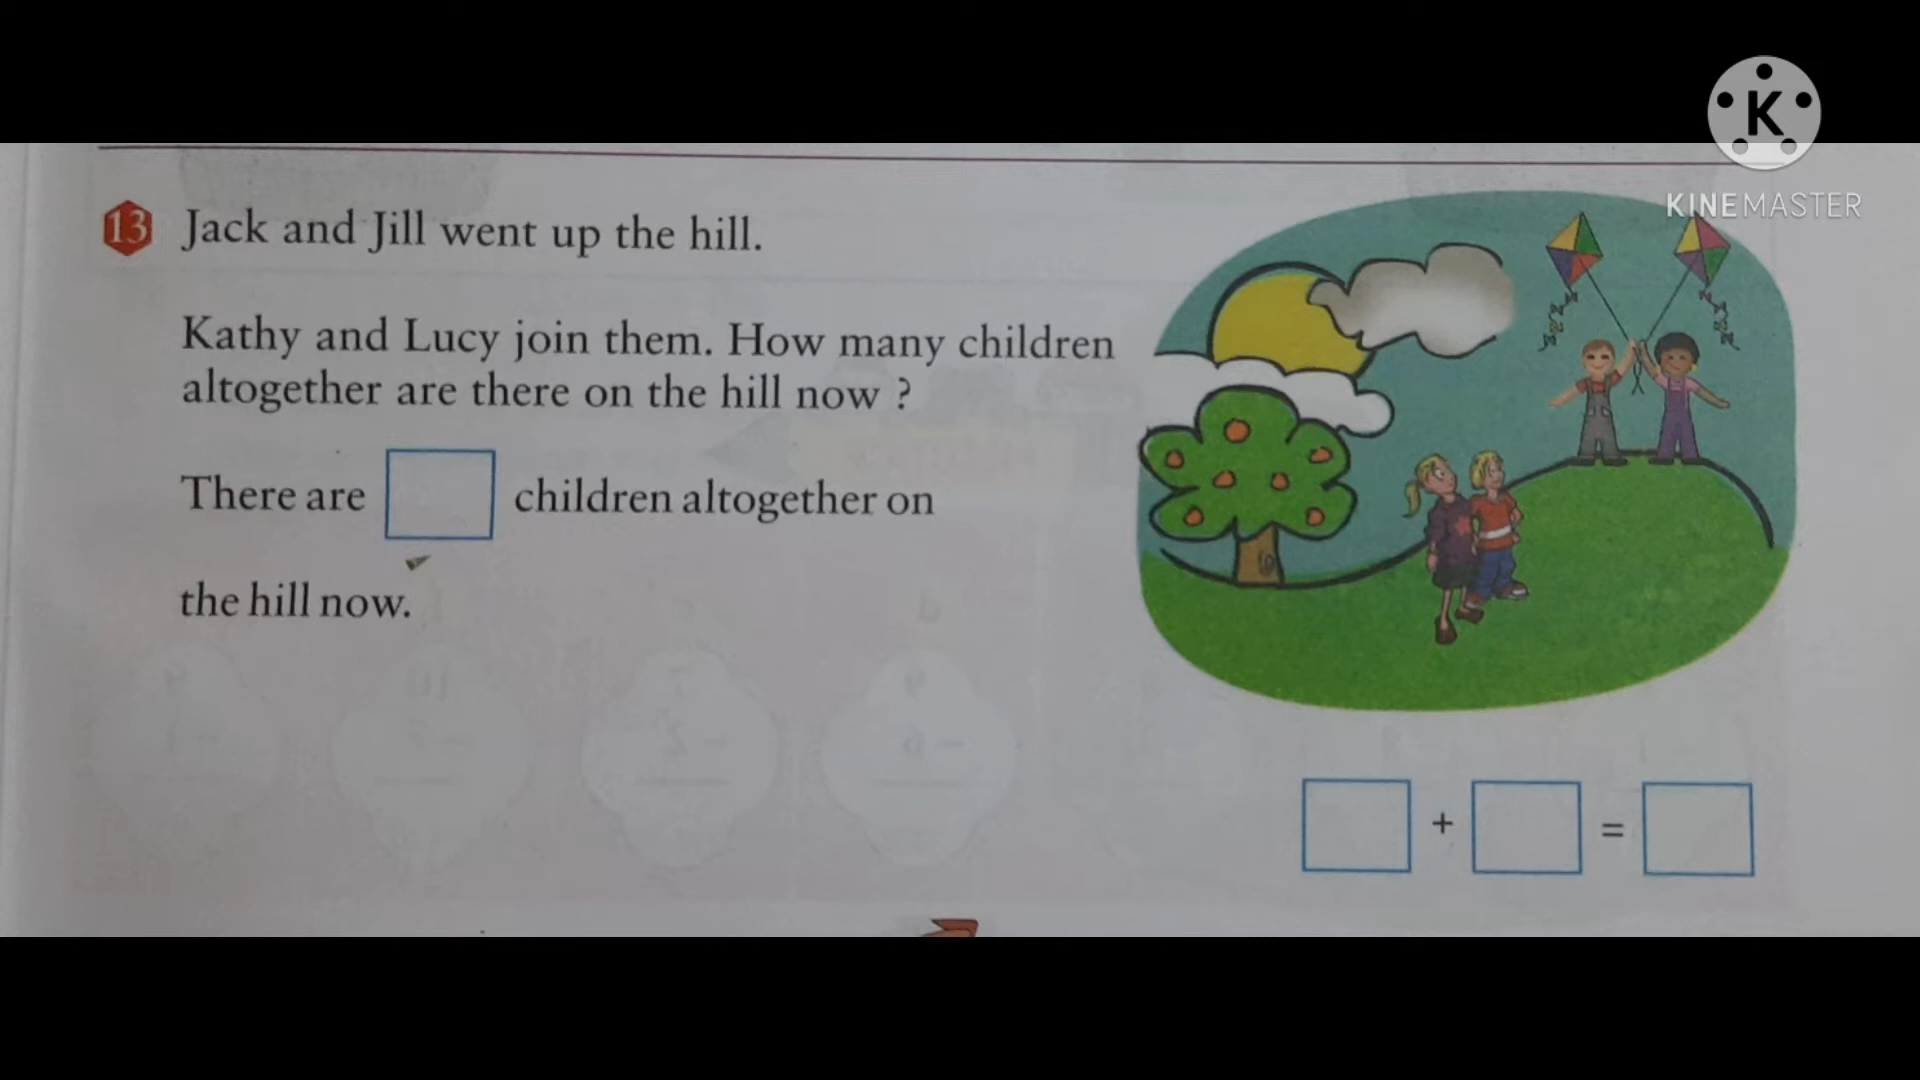 K
KINEMASTER
13 Jack and Jill went up the hill.
Kathy and Lucy join them. How many children
altogether are there on the hill now ?
There are children altogether on
the hill now.
+ =